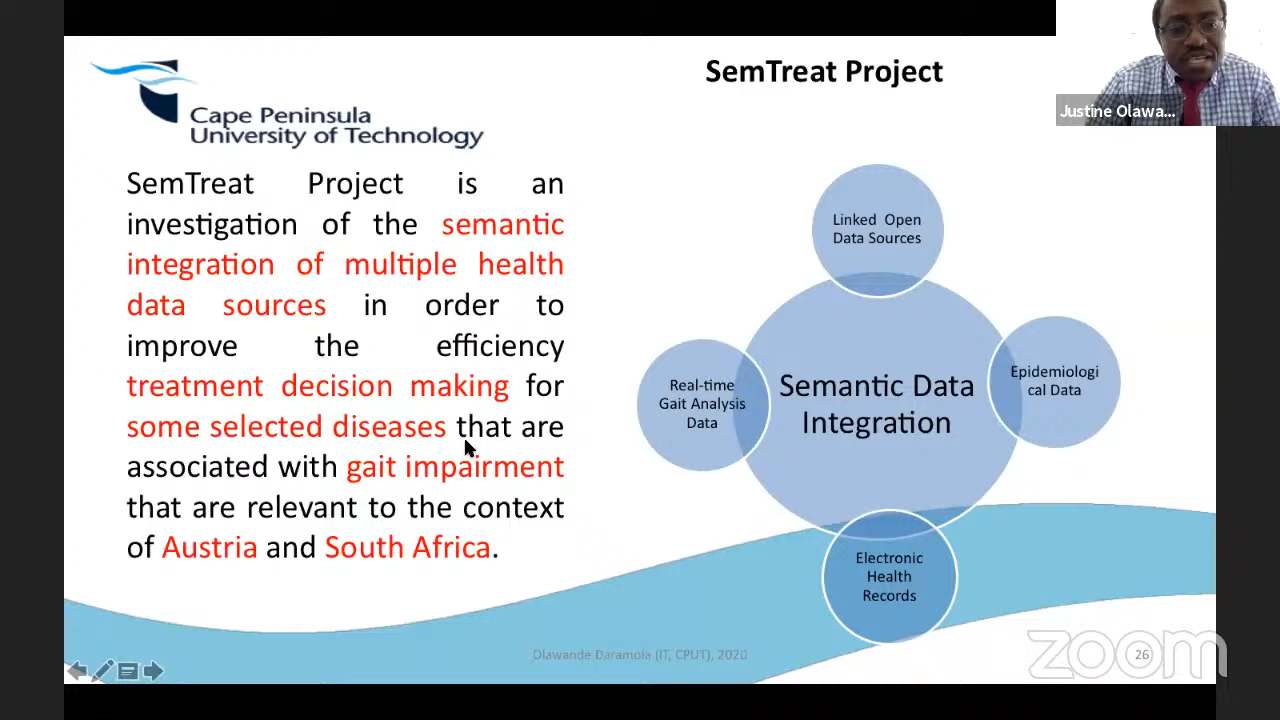 SemTreat Project
Justine Olawa...
Cape Peninsula
University of Technology
SemTreat Project is an
investigation of the semantic
integration of multiple health
data sources in order to
improve the efficiency
treatment decision making for
some selected diseases that are
associated with gait impairment
that are relevant to the context
of Austria and South Africa.
Linked Open
Data Sources
Real-time
Gait Analysis
Data
Semantic Data
Integration
Epidemiologi
cal Data
Electronic
Health
Records
Olawande Daramola (IT, CPUT), 2020
26
zoom